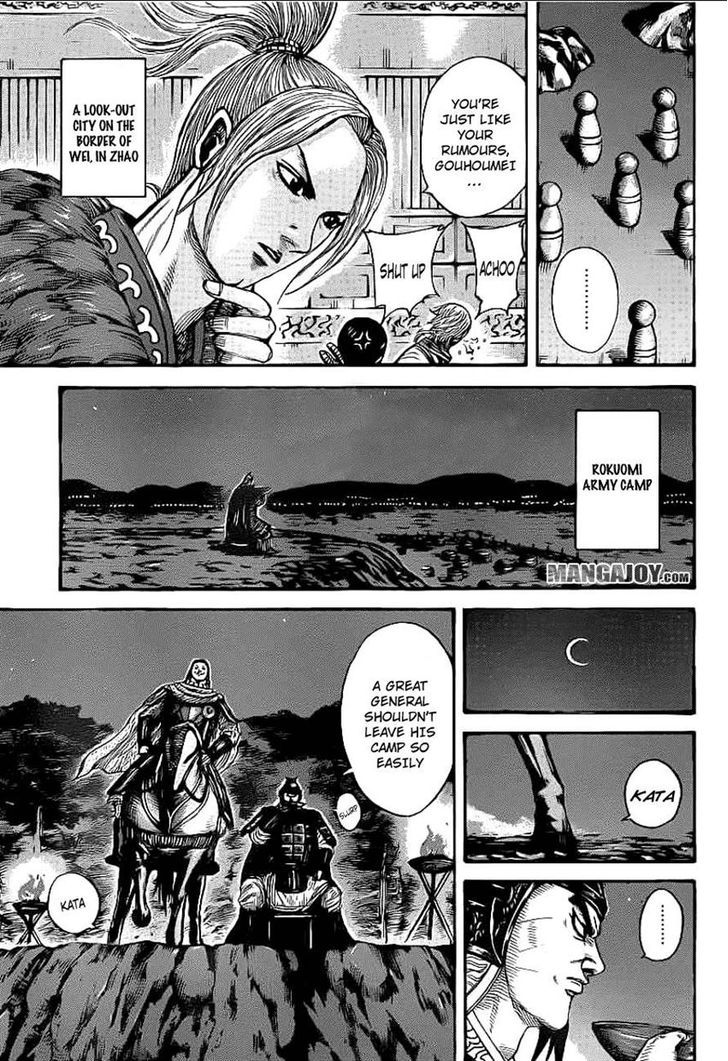 .........
YOU'RE
JUST LIKE
YOUR
RUMOURS,
GOUHOUMEI
...
A LOOK-OUT
CITY ON THE
BORDER OF
WEI, IN ZHAO
ACHOO
SHUT UP
ROKUOMI
ARMY CAMP
MANGAJOY.COM
KATA
......
A GREAT
GENERAL
SHOULDN'T
LEAVE HIS
CAMP SO
EASILY
SLURP
KATA